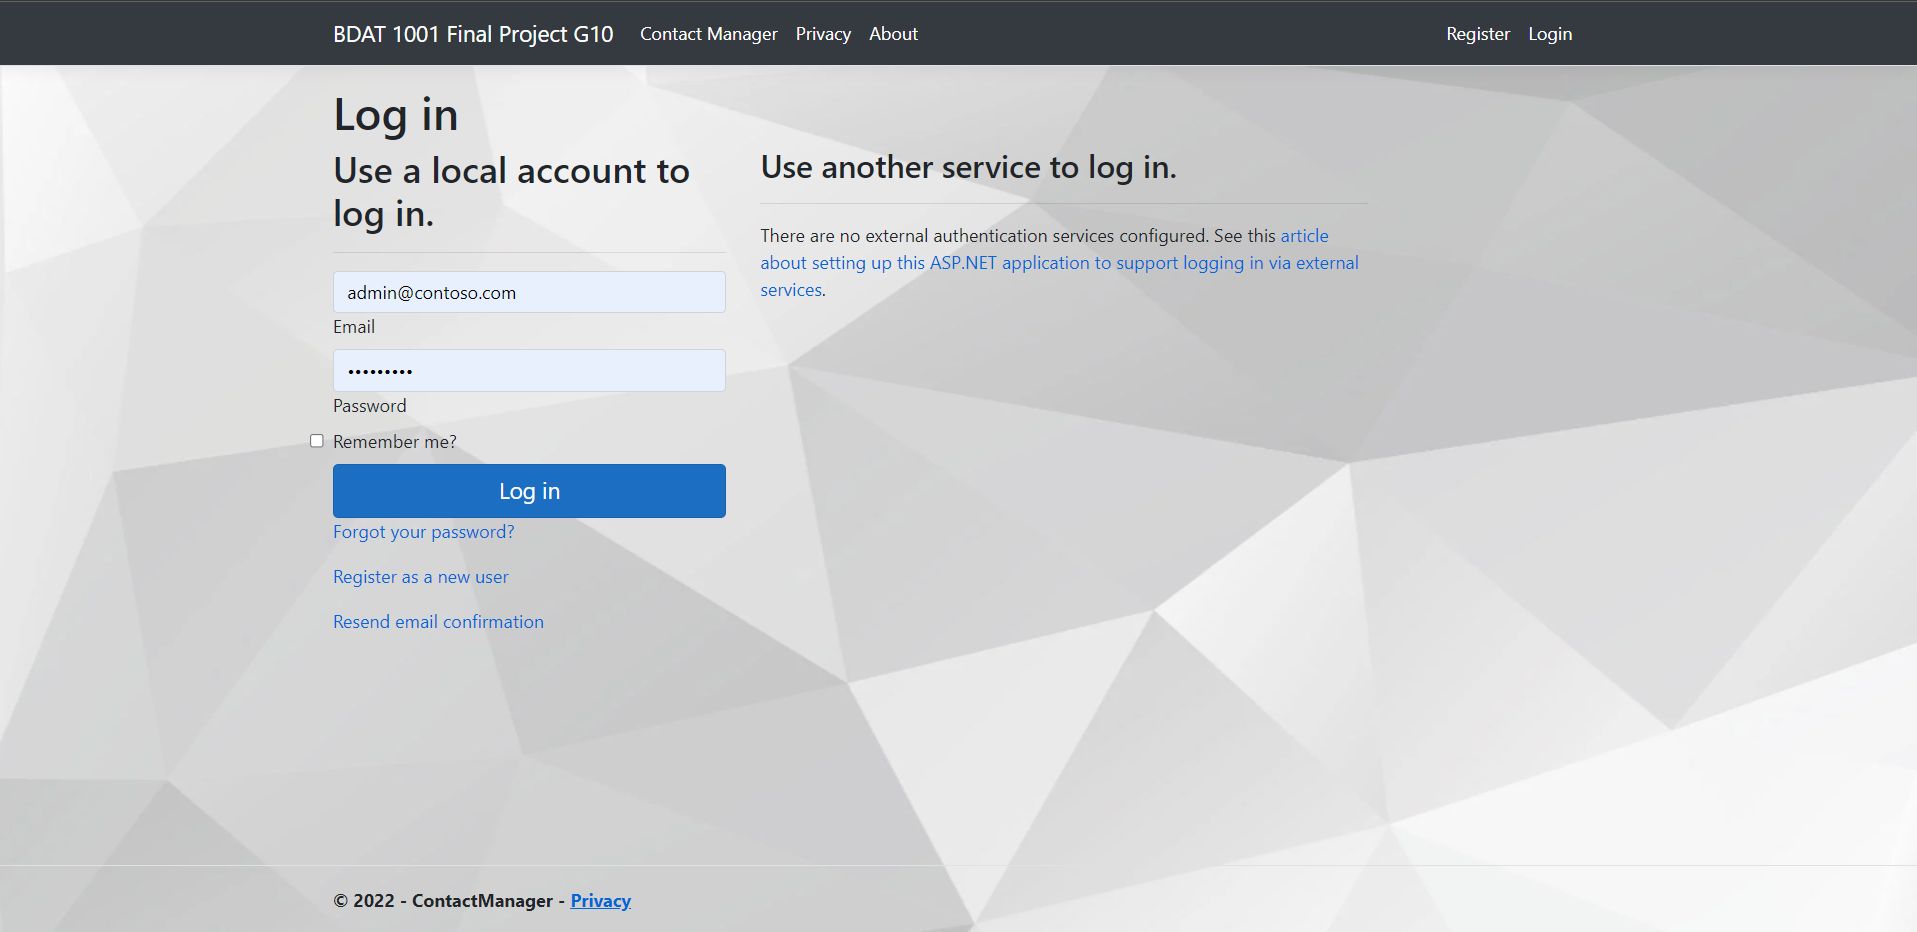 BDAT 1001 Final Project G10 Contact Manager Privacy About Register Login
Log in
Use a local account to
log in.
admin@contoso.com
Email
•••••••••
Password
Remember me?
Log in
Forgot your password?
Register as a new user
Resend email confirmation
Use another service to log in.
There are no external authentication services configured. See this article
about setting up this ASP.NET application to support logging in via external
services.
© 2022 - ContactManager - Privacy